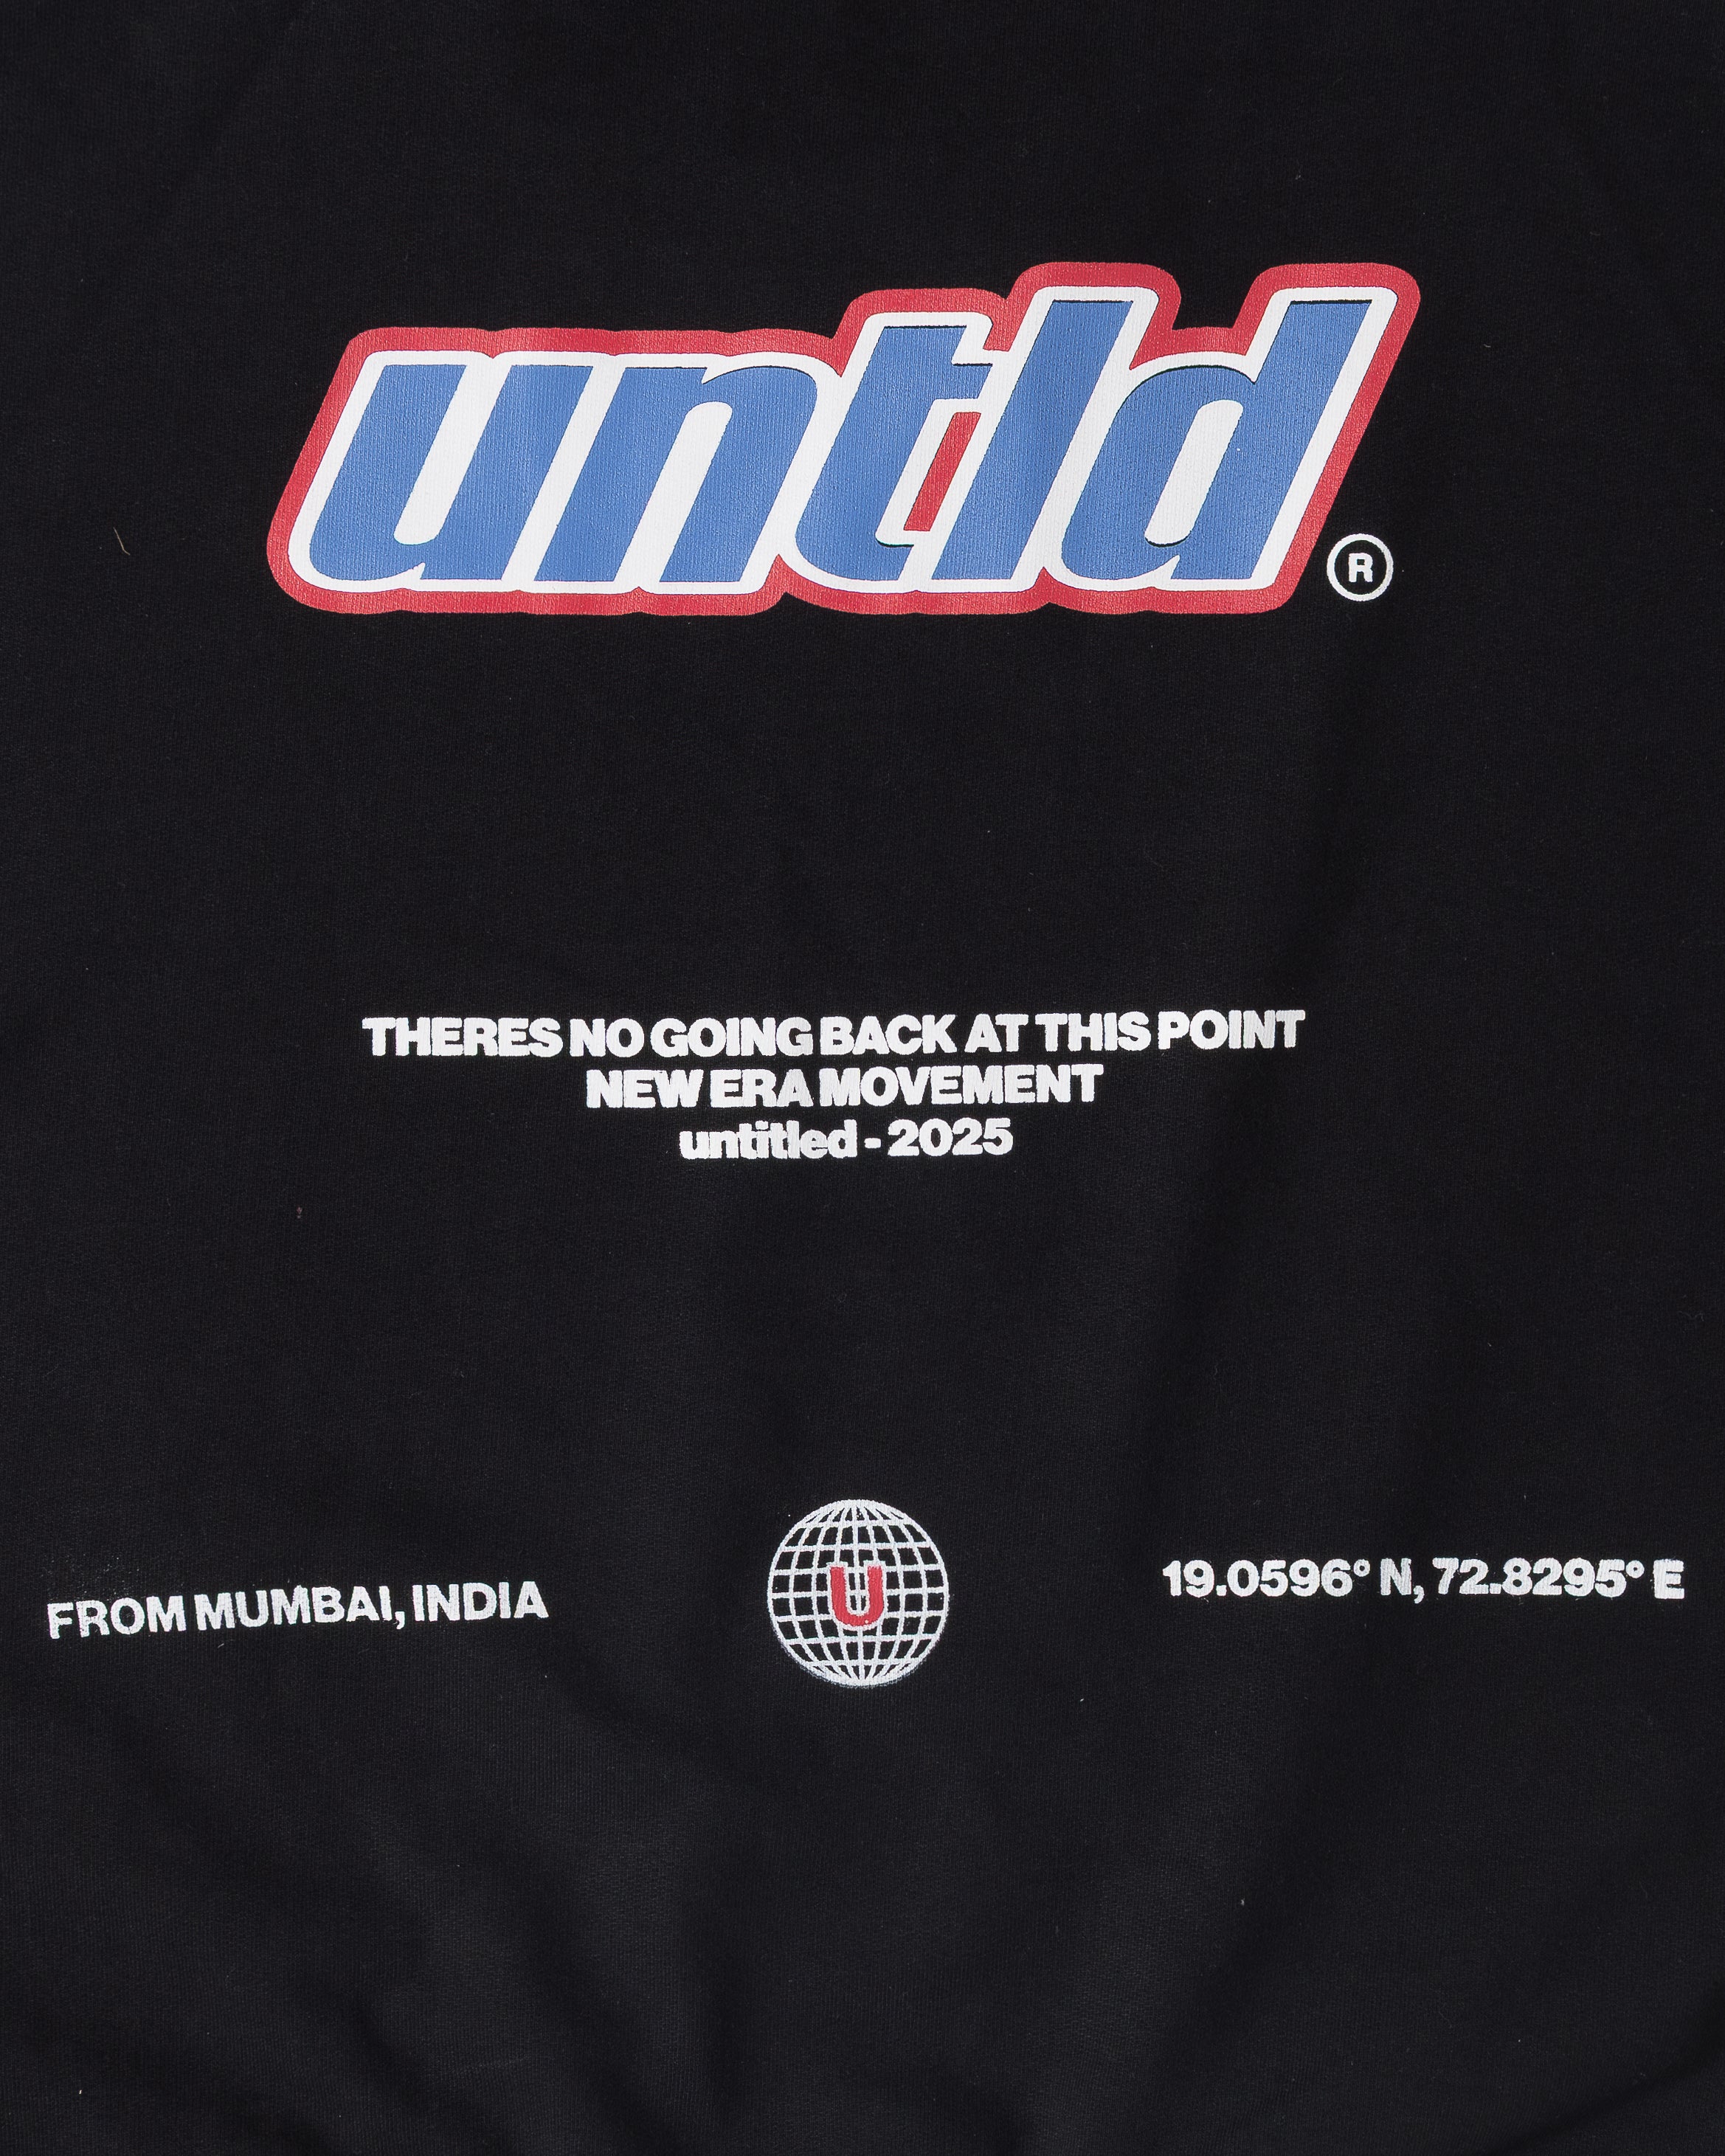 untld ®
THERES NO GOING BACK AT THIS POINT
NEW ERA MOVEMENT
untitled - 2025
FROM MUMBAI, INDIA
U
19.0596° N, 72.8295° E